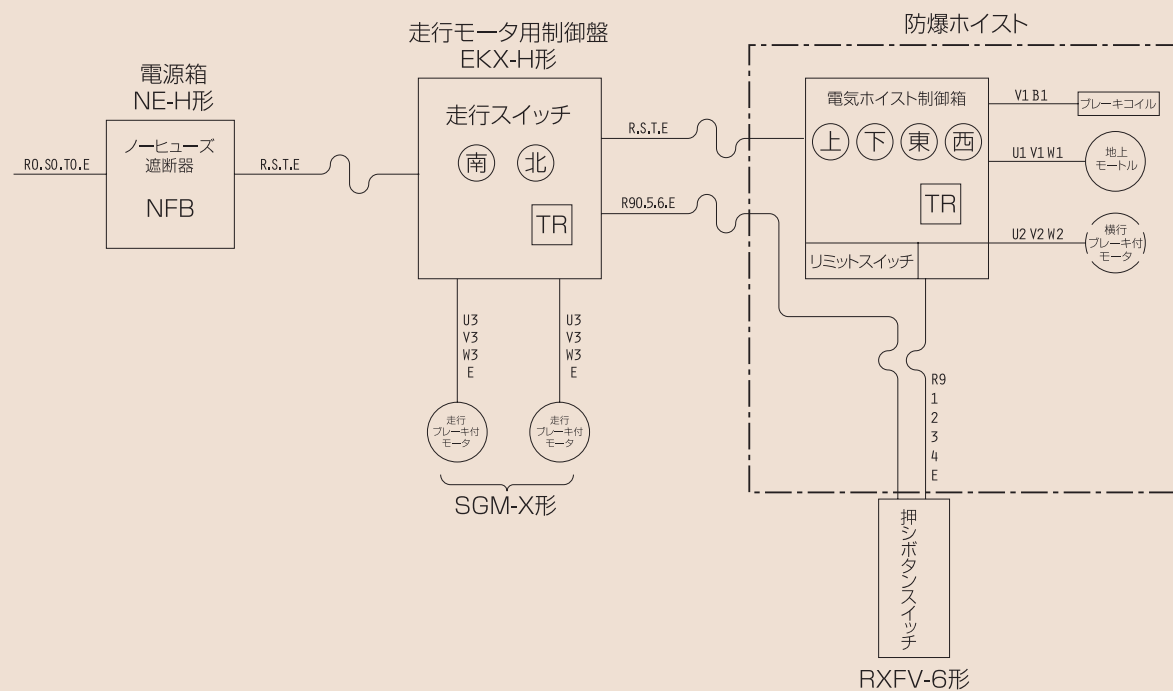 防爆ホイスト
走行モータ用制御盤
EKX-H形
電源箱
NE-H形
ノーヒューズ
遮断器
NFB
R0.S0.T0.E
R.S.T.E
走行スイッチ
南
北
TR
R.S.T.E
R90.5.6.E
電気ホイスト制御箱
上
下
東
西
TR
リミットスイッチ
V1 B1
ブレーキコイル
U1 V1 W1
地上
モートル
U2 V2 W2
横行
ブレーキ付
モータ
U3
V3
W3
E
U3
V3
W3
E
走行
ブレーキ付
モータ
走行
ブレーキ付
モータ
SGM-X形
R9
1
2
3
4
E
押シボタンスイッチ
RXFV-6形